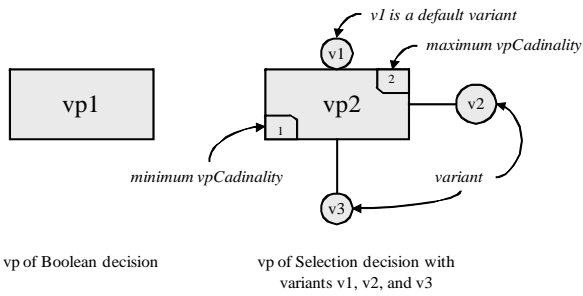 v1 is a default variant
maximum vpCadinality
v1
2
vp1
vp2
v2
1
minimum vpCadinality
variant
v3
vp of Boolean decision
vp of Selection decision with
variants v1, v2, and v3